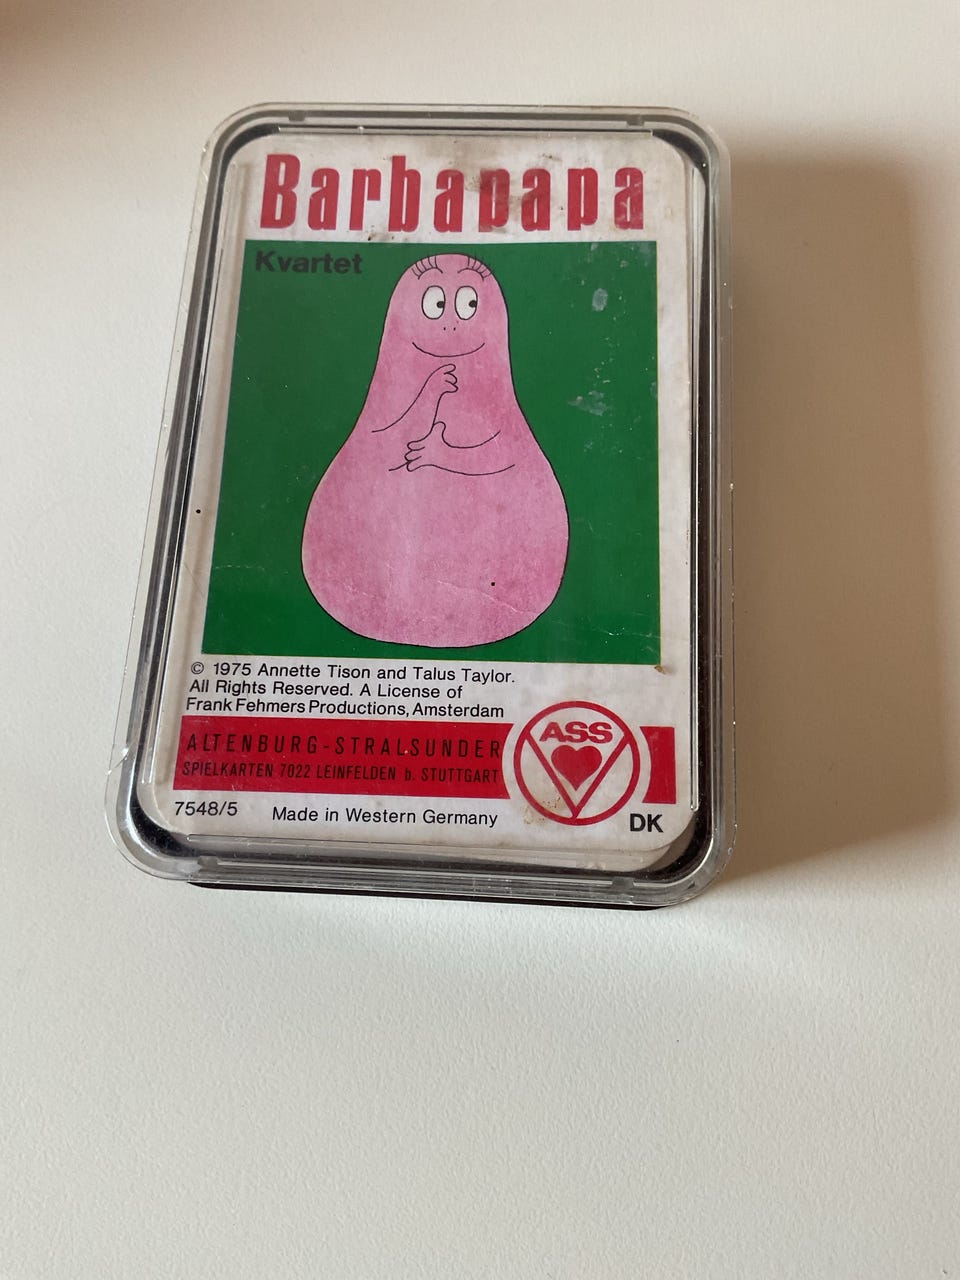 Barbapapa
Kvartet
© 1975 Annette Tison and Talus Taylor.
All Rights Reserved. A License of
Frank Fehmers Productions, Amsterdam
ALTENBURG-STRALSUNDER
SPIELKARTEN 7022 LEINFELDEN b. STUTTGART
ASS
7548/5
Made in Western Germany
DK